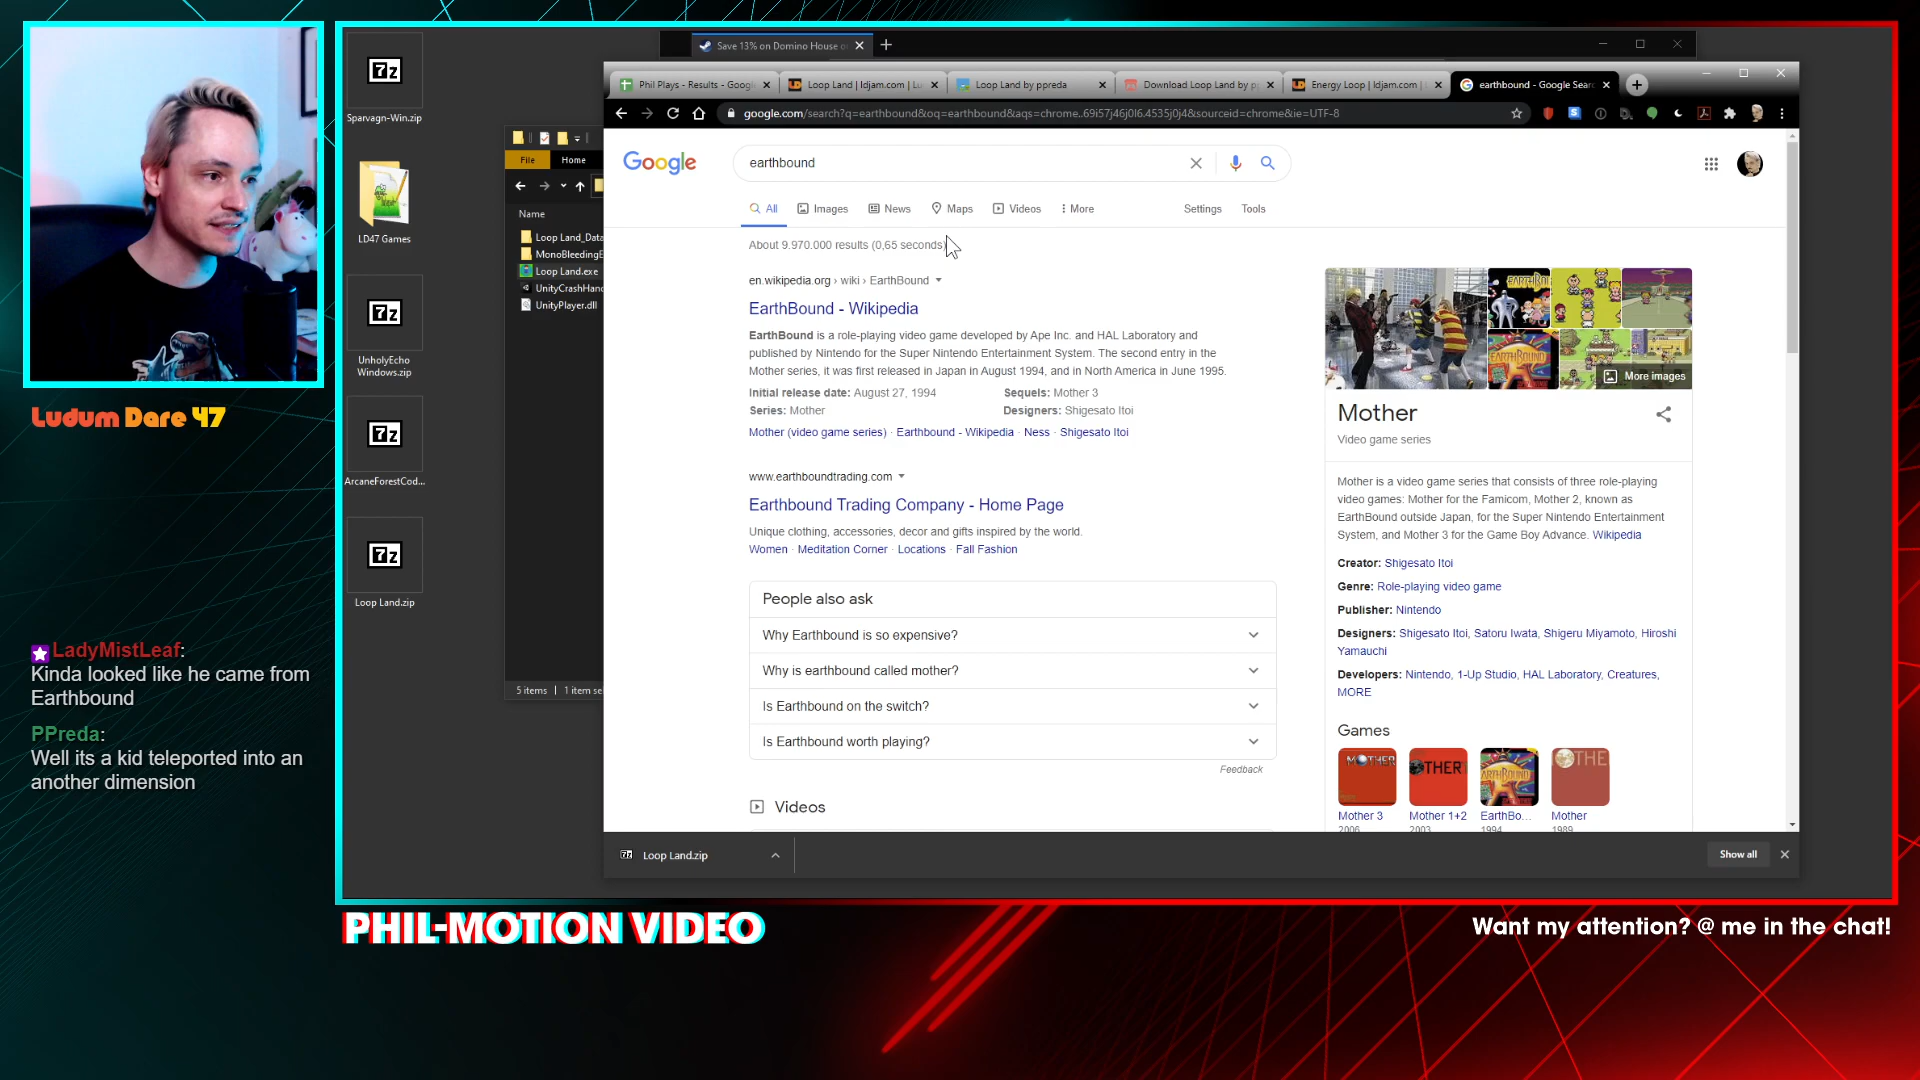 7z
Sparvagn-Win.zip
LD47 Games
7z
UnholyEcho
Windows.zip
7z
ArcaneForestCod...
7z
Loop Land.zip
Ludum Dare 47
LadyMistLeaf:
Kinda looked like he came from
Earthbound
PPreda:
Well its a kid teleported into an
another dimension
Save 13% on Domino House o
File Home
Name
Loop Land_Data
MonoBleedingE
Loop Land.exe
UnityCrashHand
UnityPlayer.dll
5 items 1 item se
Phil Plays - Results - Googl
Loop Land | ldjam.com | Lu
Loop Land by ppreda
Download Loop Land by p
Energy Loop | ldjam.com |
earthbound - Google Sear
google.com/search?q=earthbound&oq=earthbound&aqs=chrome..69i57j46j0l6.4535j0j4&sourceid=chrome&ie=UTF-8
Google
earthbound
All Images News Maps Videos More Settings Tools
About 9.970.000 results (0,65 seconds)
en.wikipedia.org › wiki › EarthBound
EarthBound - Wikipedia
EarthBound is a role-playing video game developed by Ape Inc. and HAL Laboratory and
published by Nintendo for the Super Nintendo Entertainment System. The second entry in the
Mother series, it was first released in Japan in August 1994, and in North America in June 1995.
Initial release date: August 27, 1994 Sequels: Mother 3
Series: Mother Designers: Shigesato Itoi
Mother (video game series) · Earthbound - Wikipedia · Ness · Shigesato Itoi
www.earthboundtrading.com
Earthbound Trading Company - Home Page
Unique clothing, accessories, decor and gifts inspired by the world.
Women · Meditation Corner · Locations · Fall Fashion
People also ask
Why Earthbound is so expensive?
Why is earthbound called mother?
Is Earthbound on the switch?
Is Earthbound worth playing?
Feedback
Videos
More images
Mother
Video game series
Mother is a video game series that consists of three role-playing
video games: Mother for the Famicom, Mother 2, known as
EarthBound outside Japan, for the Super Nintendo Entertainment
System, and Mother 3 for the Game Boy Advance. Wikipedia
Creator: Shigesato Itoi
Genre: Role-playing video game
Publisher: Nintendo
Designers: Shigesato Itoi, Satoru Iwata, Shigeru Miyamoto, Hiroshi
Yamauchi
Developers: Nintendo, 1-Up Studio, HAL Laboratory, Creatures,
MORE
Games
Mother 3 Mother 1+2 EarthBo... Mother
2006 2003 1994 1989
Loop Land.zip
Show all
PHIL-MOTION VIDEO
Want my attention? @ me in the chat!